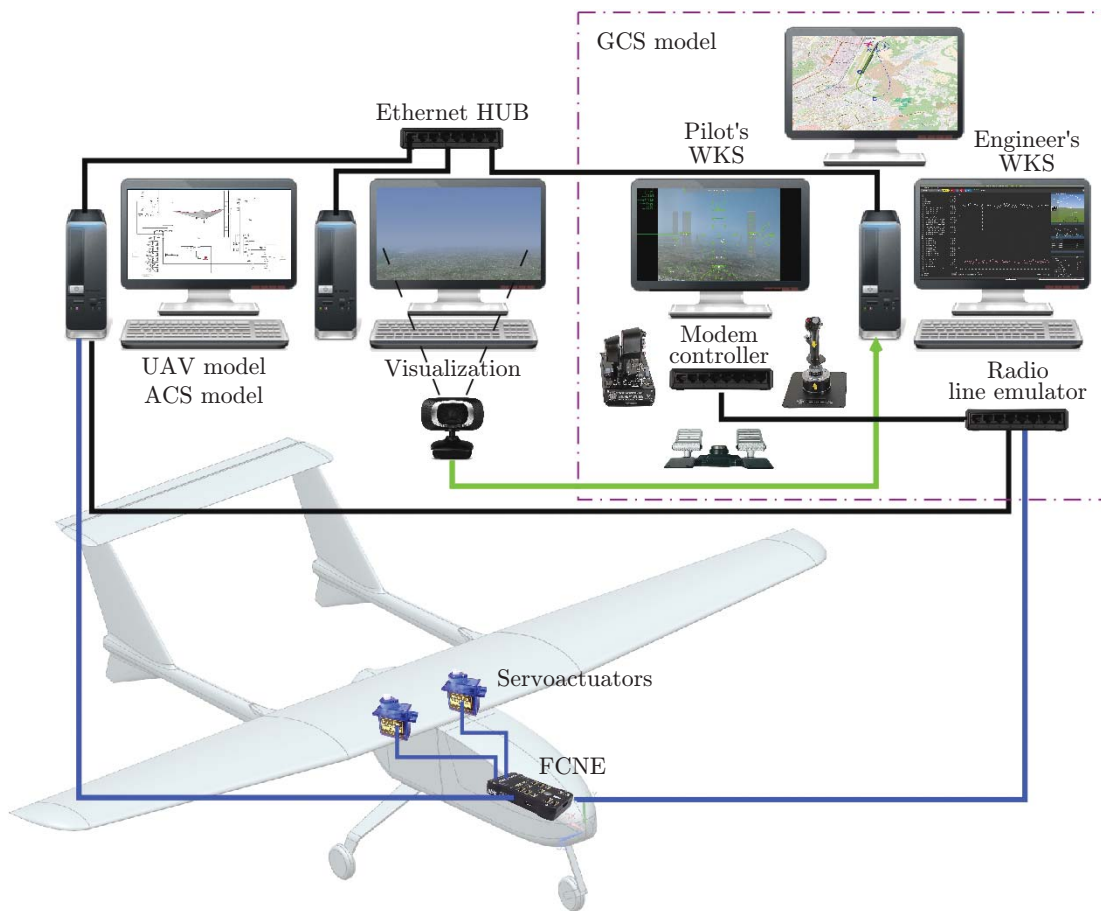 GCS model
Ethernet HUB
Pilot's
WKS
Engineer's
WKS
UAV model
ACS model
Visualization
Modem
controller
Radio
line emulator
Servoactuators
FCNE